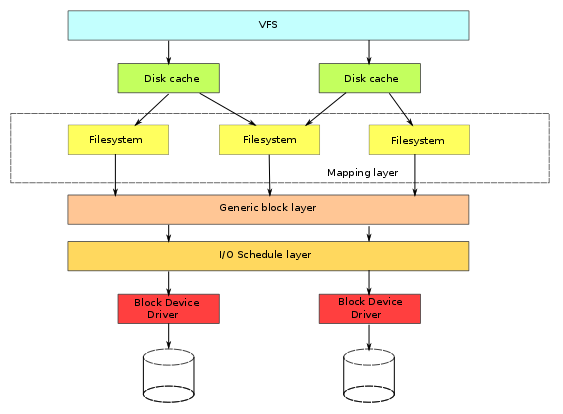 VFS
Disk cache
Disk cache
Filesystem
Filesystem
Filesystem
Mapping layer
Generic block layer
I/O Schedule layer
Block Device
Driver
Block Device
Driver